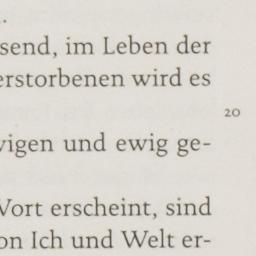 send, im Leben der
erstorbenen wird es
20
vigen und ewig ge-
Wort erscheint, sind
on Ich und Welt er-